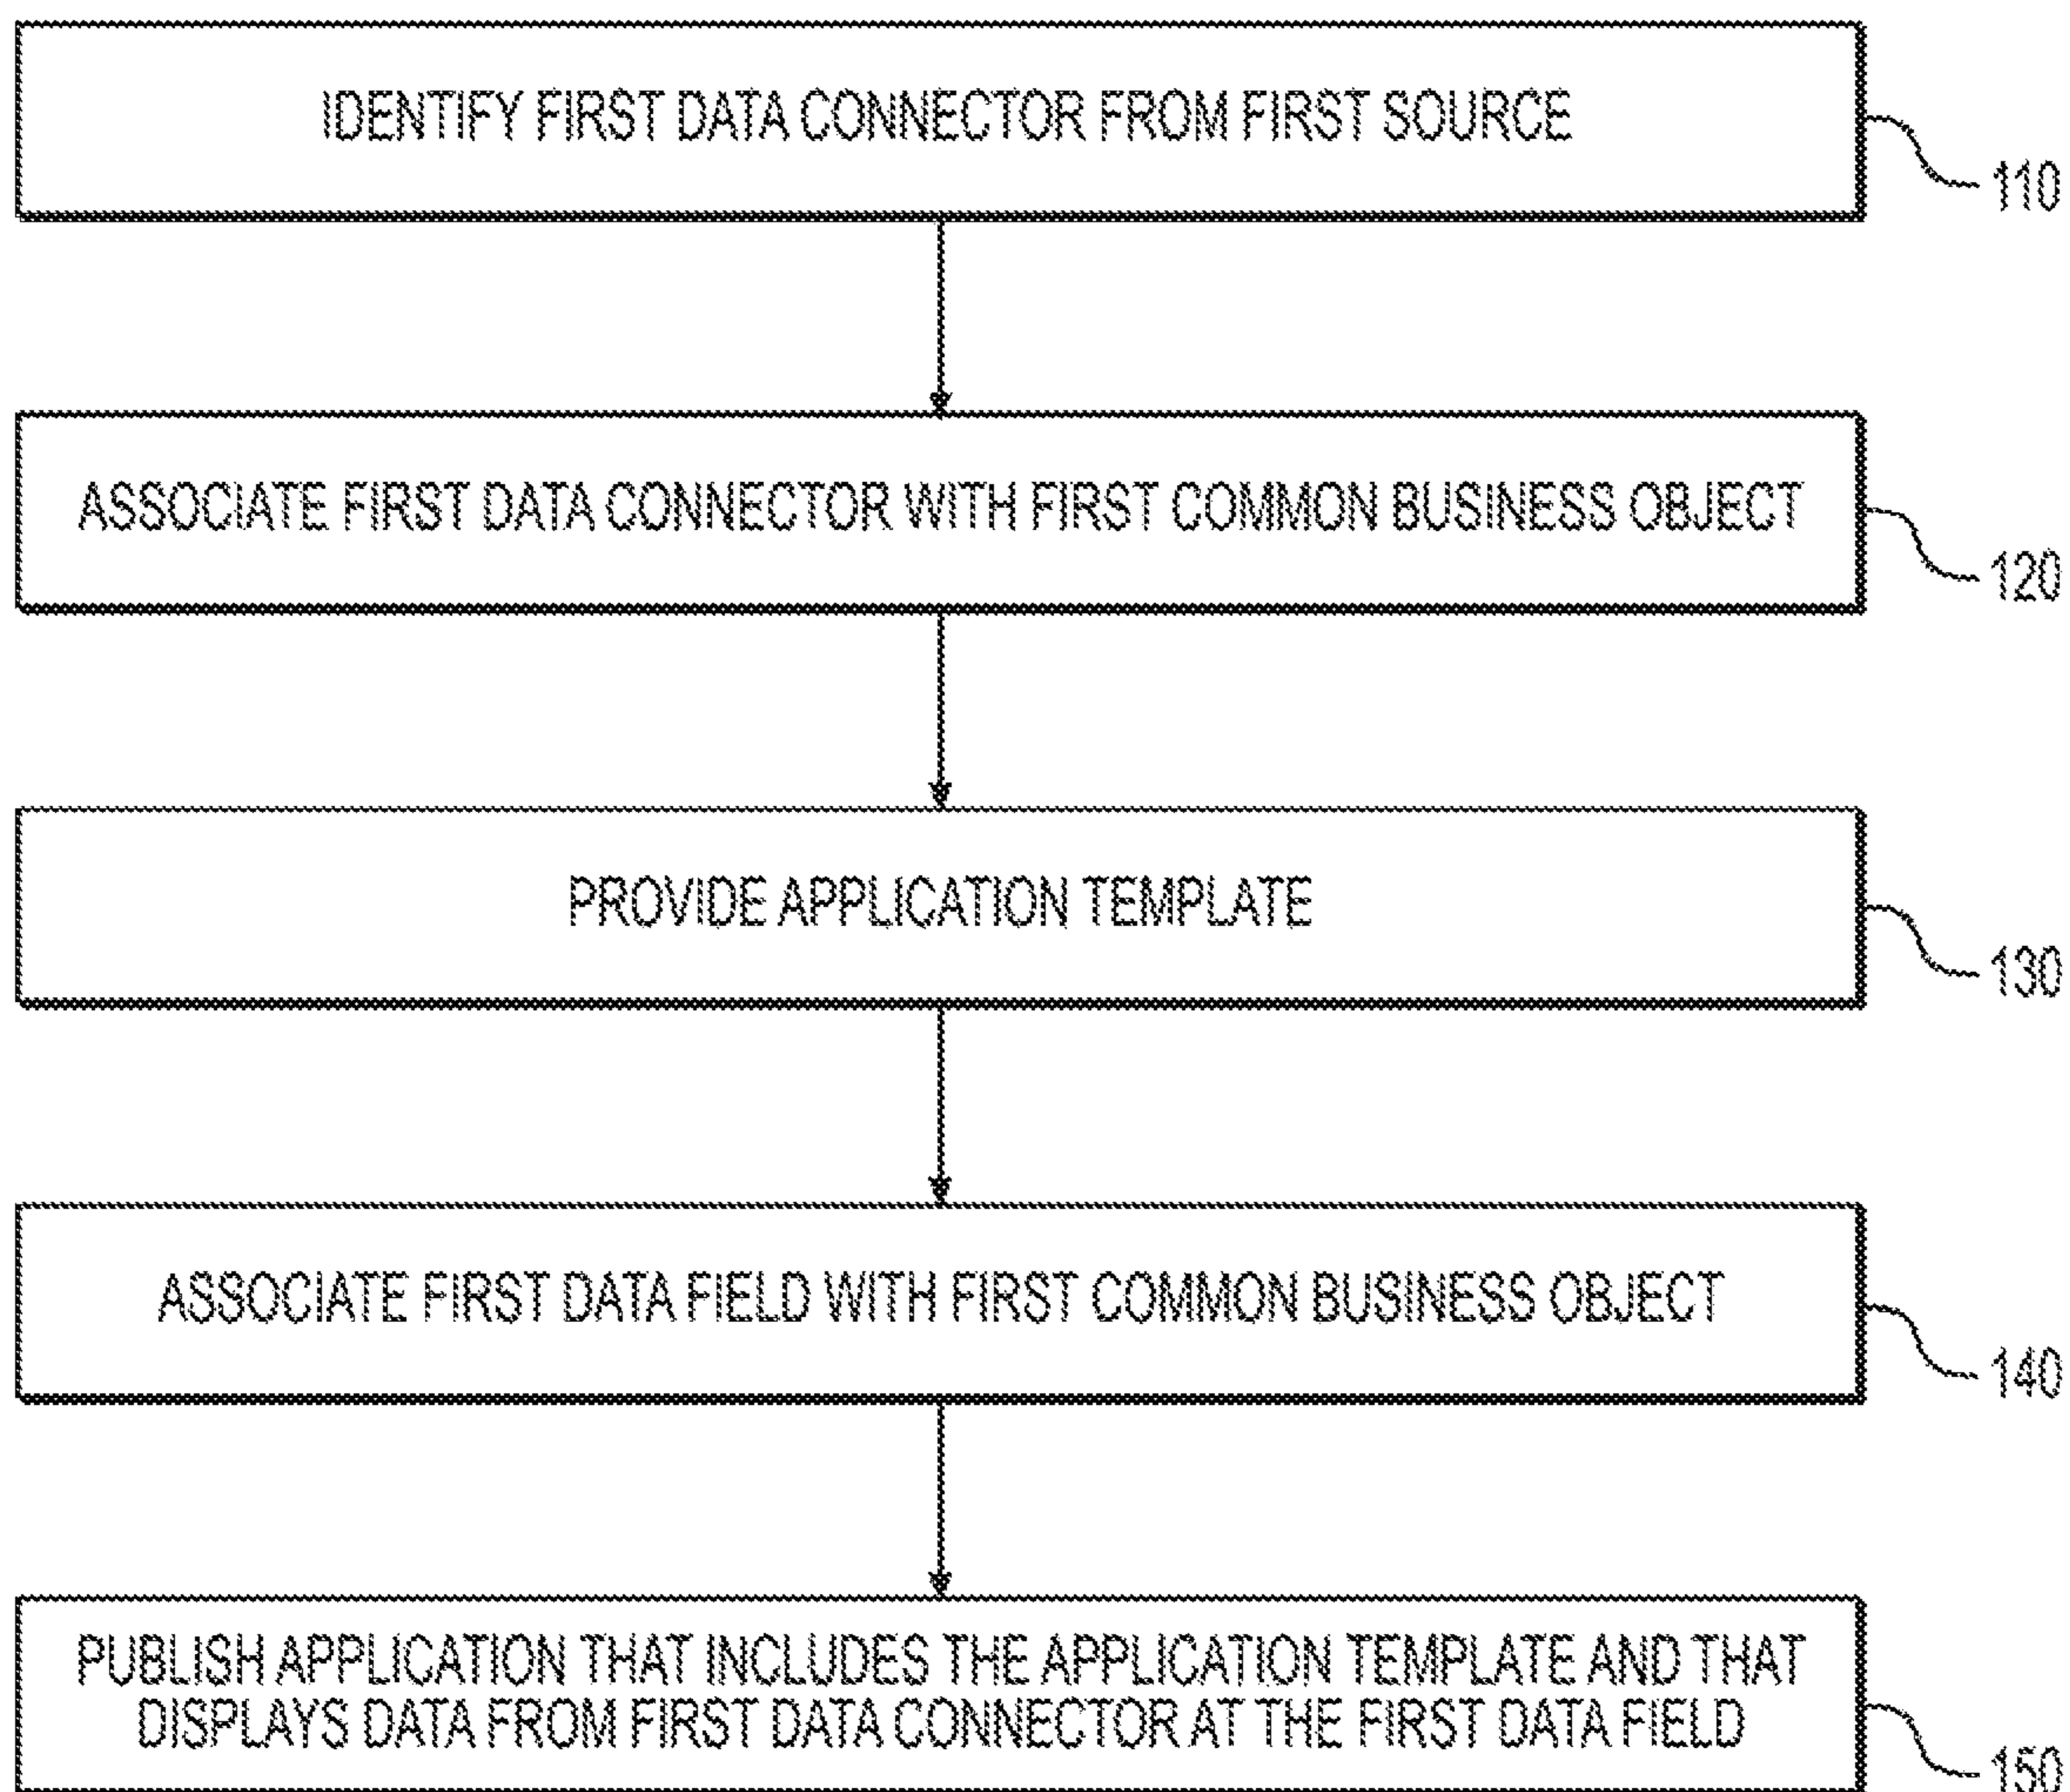 IDENTIFY FIRST DATA CONNECTOR FROM FIRST SOURCE
110
ASSOCIATE FIRST DATA CONNECTOR WITH FIRST COMMON BUSINESS OBJECT
120
PROVIDE APPLICATION TEMPLATE
130
ASSOCIATE FIRST DATA FIELD WITH FIRST COMMON BUSINESS OBJECT
140
PUBLISH APPLICATION THAT INCLUDES THE APPLICATION TEMPLATE AND THAT
DISPLAYS DATA FROM FIRST DATA CONNECTOR AT THE FIRST DATA FIELD
150